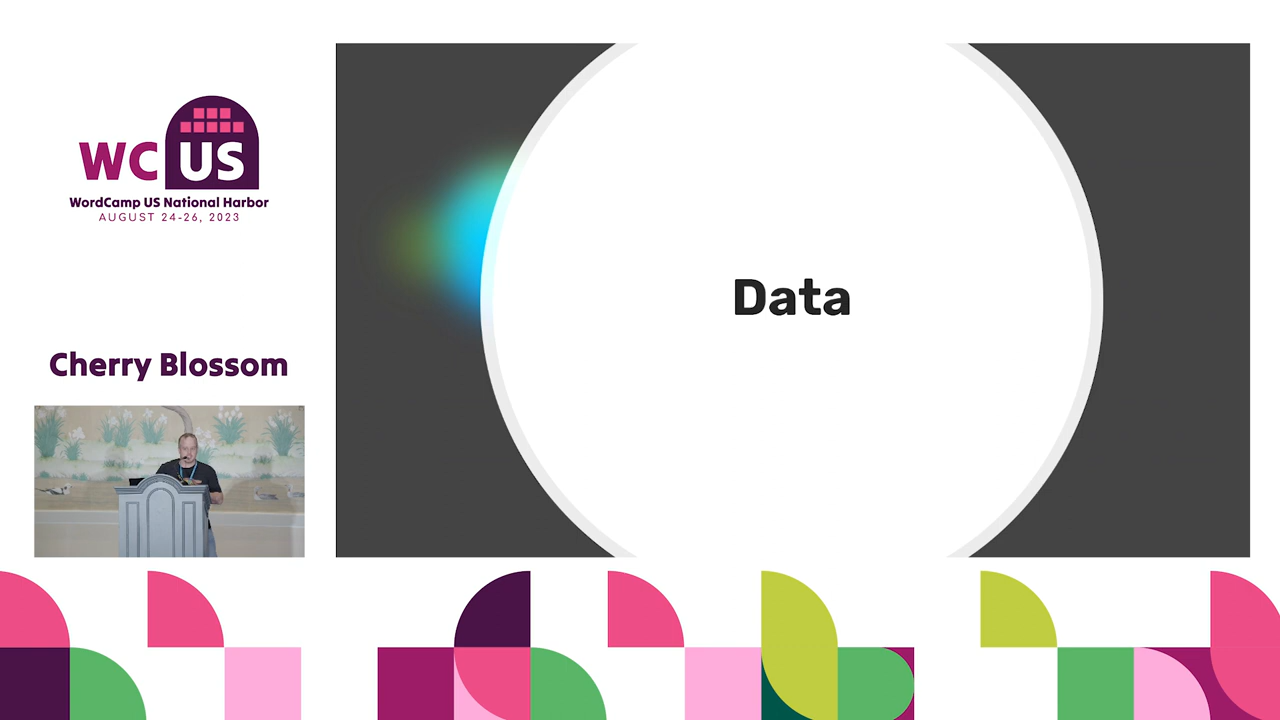 WC US
WordCamp US National Harbor
AUGUST 24-26, 2023
Cherry Blossom
Data